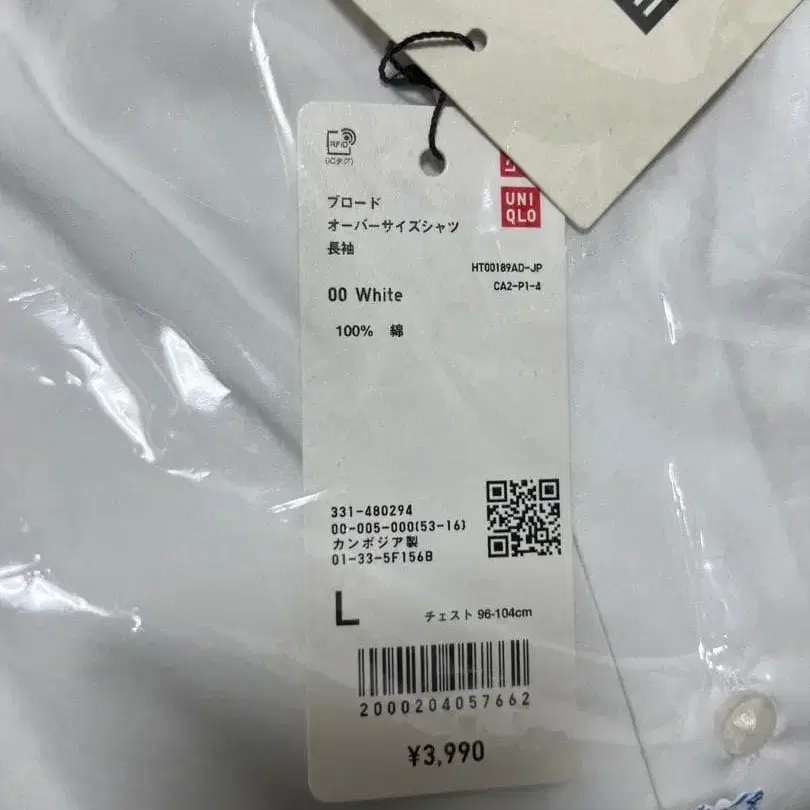 RFID
(ICタグ)
UNI
QLO
ブロード
オーバーサイズシャツ
長袖
HT00189AD-JP
CA2-P1-4
00 White
100% 綿
331-480294
00-005-000(53-16)
カンボジア製
01-33-5F156B
L
チェスト 96-104cm
2000204057662
¥3,990